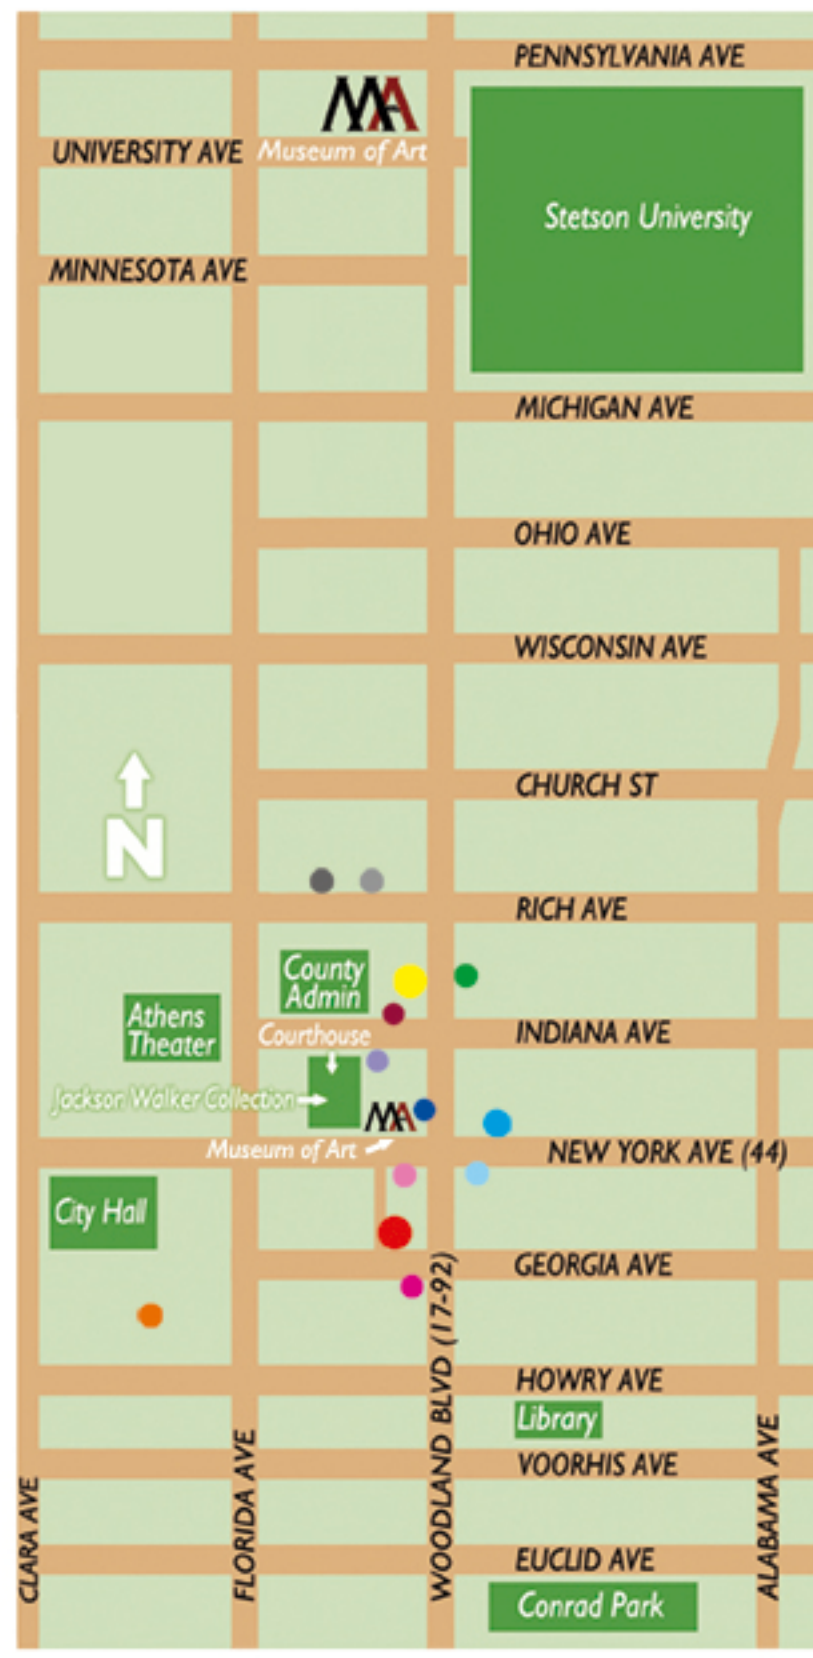 PENNSYLVANIA AVE
MA
UNIVERSITY AVE
Museum of Art
Stetson University
MINNESOTA AVE
MICHIGAN AVE
OHIO AVE
WISCONSIN AVE
CHURCH ST
N
RICH AVE
County
Admin
Athens
Theater
Courthouse
INDIANA AVE
Jackson Walker Collection
MA
Museum of Art
NEW YORK AVE (44)
City Hall
GEORGIA AVE
WOODLAND BLVD (17-92)
HOWRY AVE
Library
VOORHIS AVE
CLARA AVE
FLORIDA AVE
ALABAMA AVE
EUCLID AVE
Conrad Park